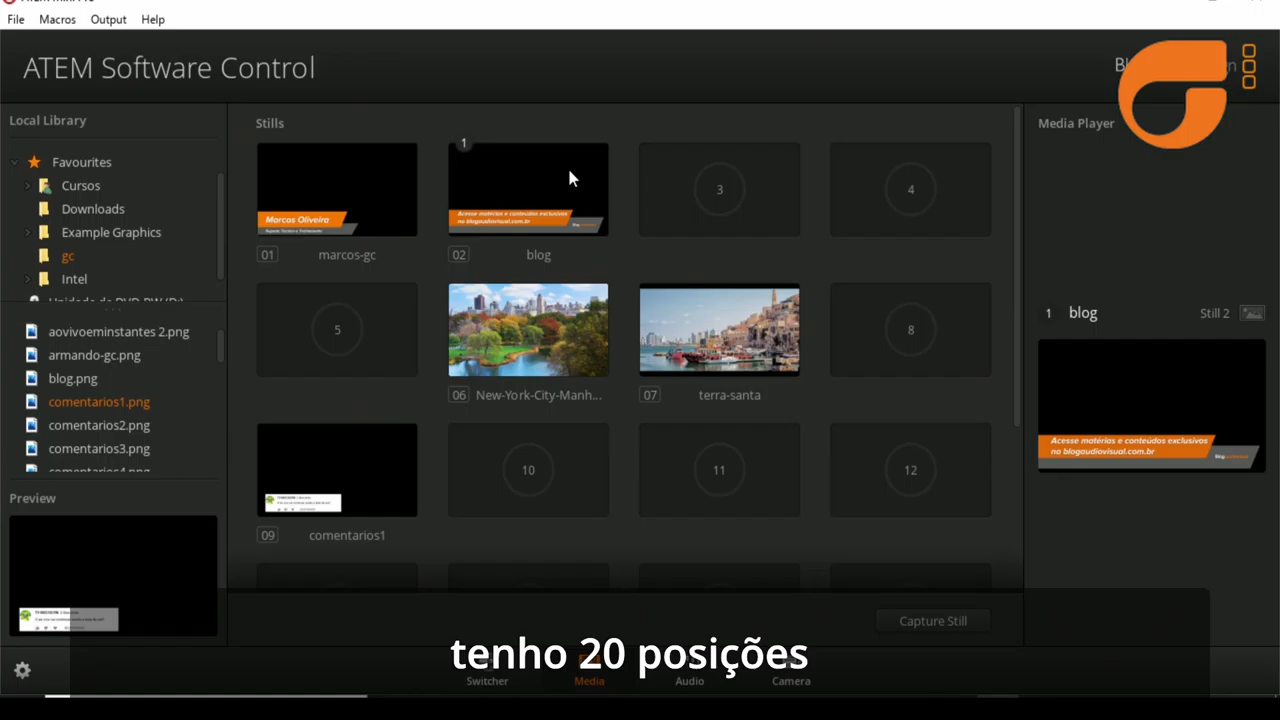 File Macros Output Help
ATEM Software Control
Local Library
Favourites
Cursos
Downloads
Example Graphics
gc
Intel
aovivoeminstantes 2.png
armando-gc.png
blog.png
comentarios1.png
comentarios2.png
comentarios3.png
Preview
Stills
Marcos Oliveira
01 marcos-gc
1
Acesse matérias e conteúdos exclusivos
no blogaudiovisual.com.br
02 blog
3
4
5
06 New-York-City-Manh...
07 terra-santa
8
09 comentarios1
10
11
12
Capture Still
Media Player
1 blog Still 2
Acesse matérias e conteúdos exclusivos
no blogaudiovisual.com.br
tenho 20 posições
Switcher Media Audio Camera